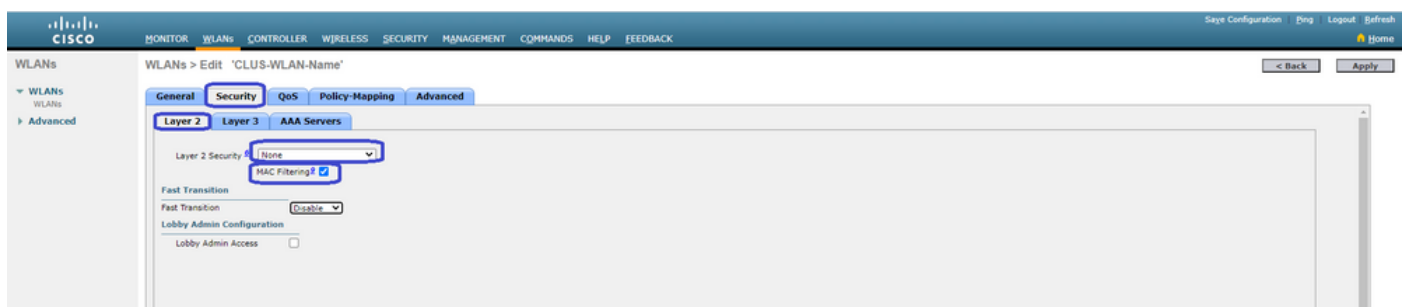 Save Configuration Ping Logout Refresh
CISCO MONITOR WLANs CONTROLLER WIRELESS SECURITY MANAGEMENT COMMANDS HELP FEEDBACK Home
WLANs
WLANs > Edit 'CLUS-WLAN-Name' < Back Apply
WLANs
WLANs
Advanced
General Security QoS Policy-Mapping Advanced
Layer 2 Layer 3 AAA Servers
Layer 2 Security None
MAC Filtering
Fast Transition
Fast Transition Disable
Lobby Admin Configuration
Lobby Admin Access